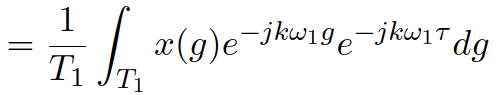 $= \frac{1}{T_1} \int_{T_1} x(g) e^{-jk\omega_1 g} e^{-jk\omega_1 \tau} dg$